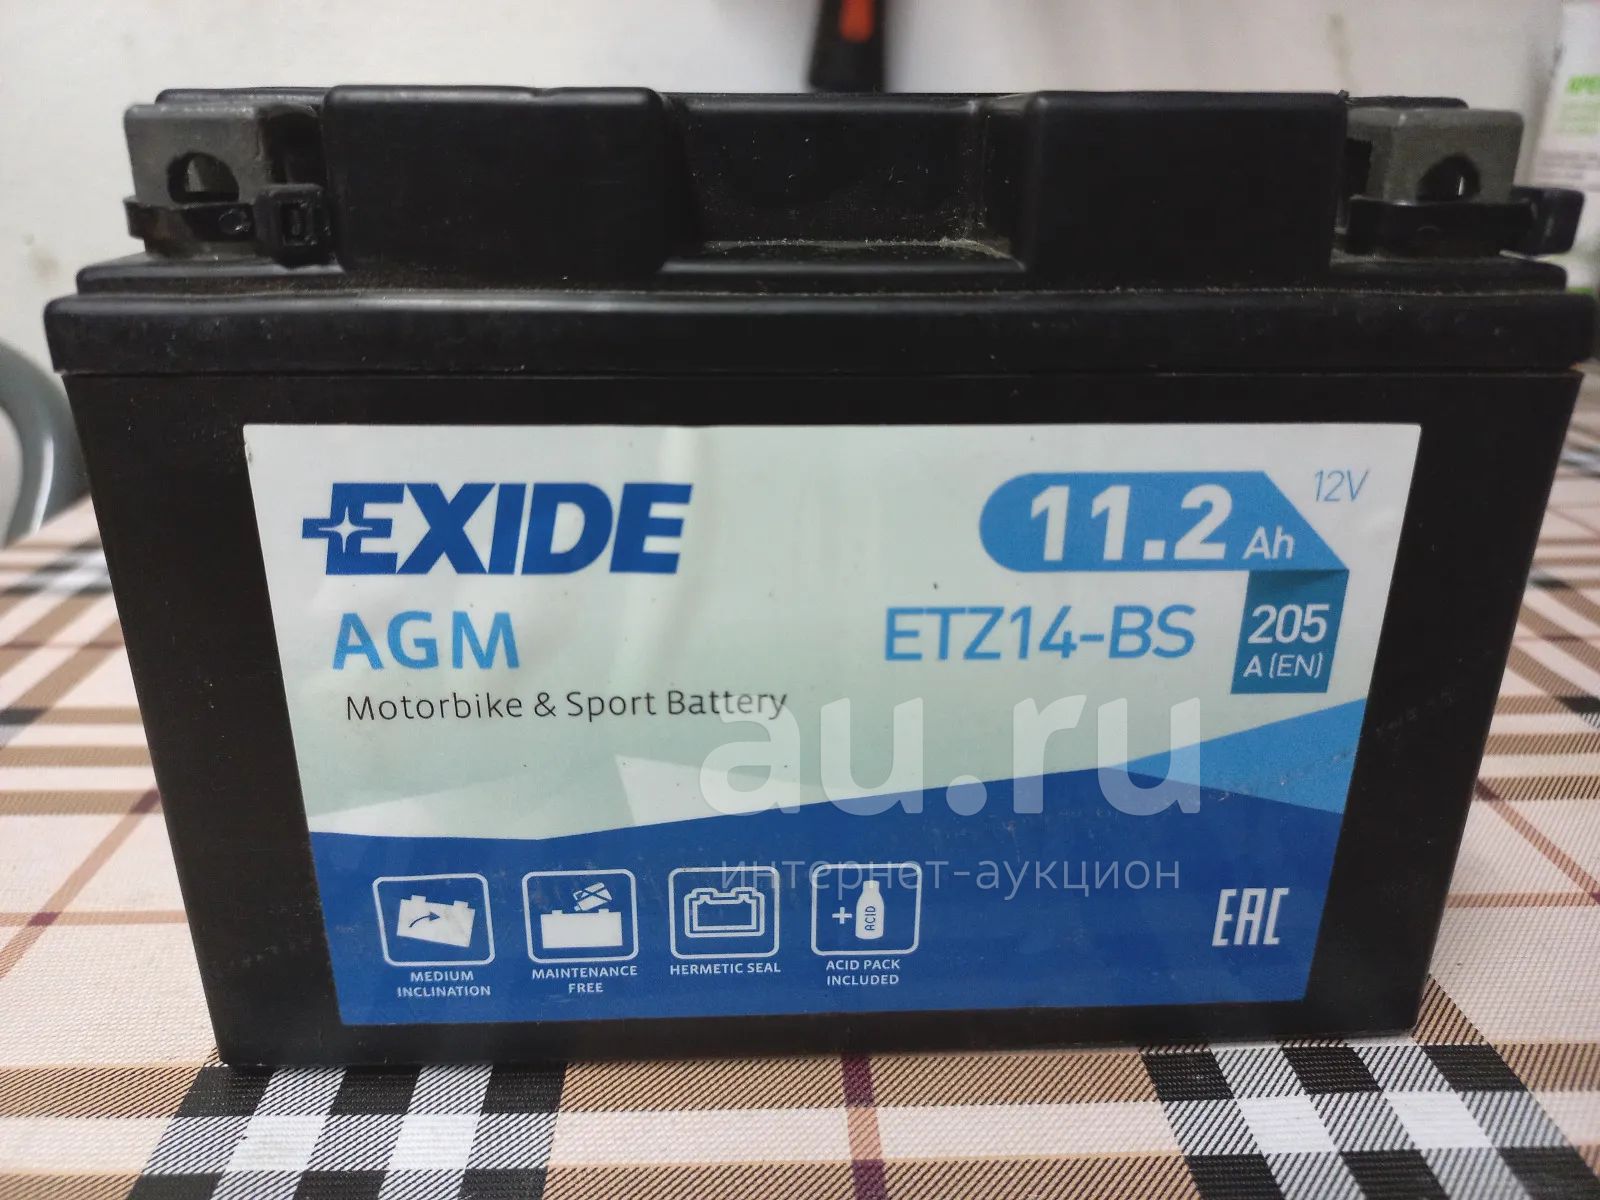 EXIDE
11.2 Ah
12V
AGM
ETZ14-BS
205
A (EN)
Motorbike & Sport Battery
au.ru
интернет-аукцион
+ ACID
EAC
MEDIUM
INCLINATION
MAINTENANCE
FREE
HERMETIC SEAL
ACID PACK
INCLUDED